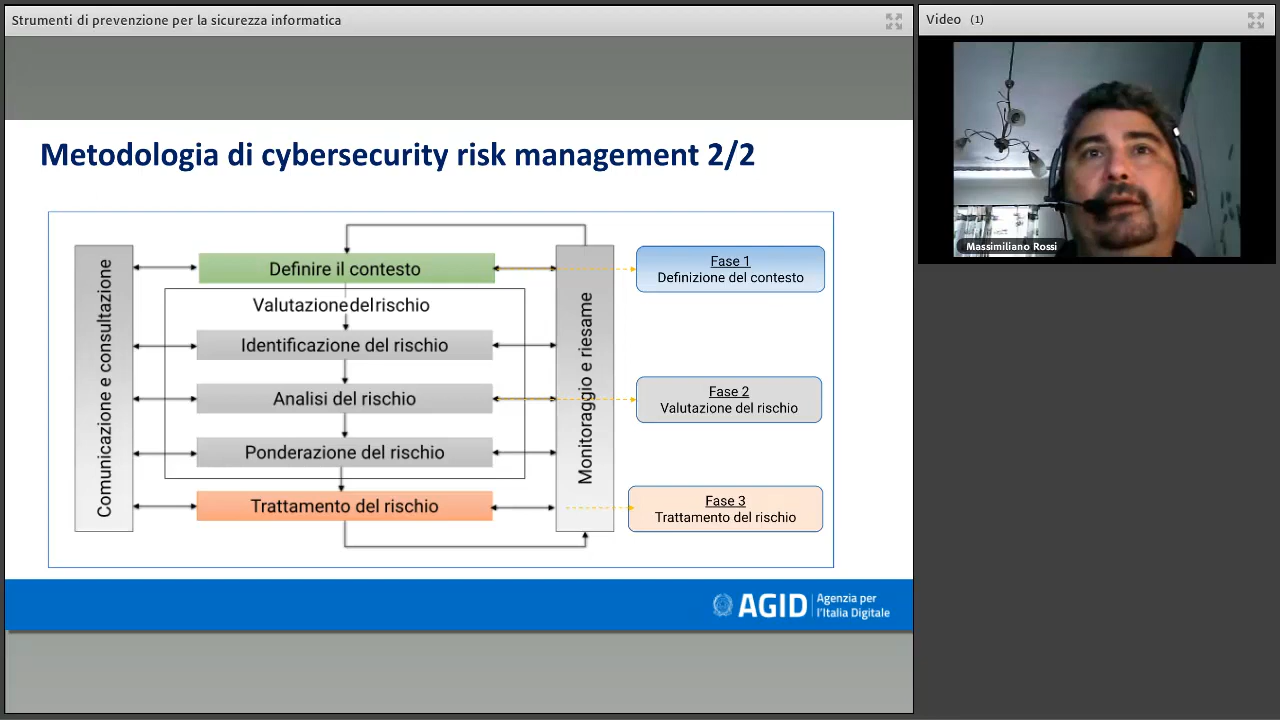 Strumenti di prevenzione per la sicurezza informatica
Video (1)
Massimiliano Rossi
Metodologia di cybersecurity risk management 2/2
Comunicazione e consultazione
Definire il contesto
Valutazione del rischio
Identificazione del rischio
Analisi del rischio
Ponderazione del rischio
Trattamento del rischio
Monitoraggio e riesame
Fase 1
Definizione del contesto
Fase 2
Valutazione del rischio
Fase 3
Trattamento del rischio
AGID
Agenzia per
l'Italia Digitale